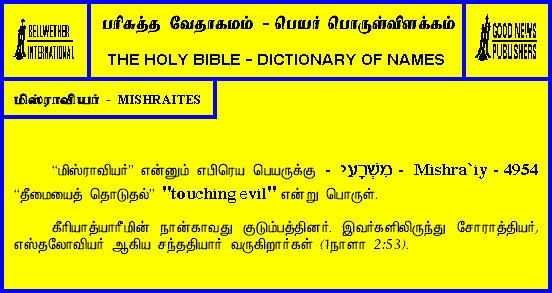 BELLWETHER
INTERNATIONAL
பரிசுத்த வேதாகமம் - பெயர் பொருள்விளக்கம்
THE HOLY BIBLE - DICTIONARY OF NAMES
GOOD NEWS
PUBLISHERS
மிஸ்ராவியர் - MISHRAITES
“மிஸ்ராவியர்” என்னும் எபிரெய பெயருக்கு - מִשְׁרָעִי - Mishra`iy - 4954
“தீமையைத் தொடுதல்” "touching evil" என்று பொருள்.
கீரியாத்யாரீமின் நான்காவது குடும்பத்தினர். இவர்களிலிருந்து சோராத்தியர்,
எஸ்தலோவியர் ஆகிய சந்ததியார் வருகிறார்கள் (1நாளா 2:53).